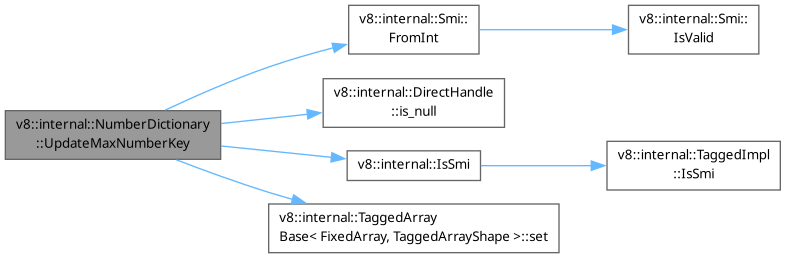 v8::internal::NumberDictionary
::UpdateMaxNumberKey
v8::internal::Smi::
FromInt
v8::internal::Smi::
IsValid
v8::internal::DirectHandle
::is_null
v8::internal::IsSmi
v8::internal::TaggedImpl
::IsSmi
v8::internal::TaggedArray
Base< FixedArray, TaggedArrayShape >::set